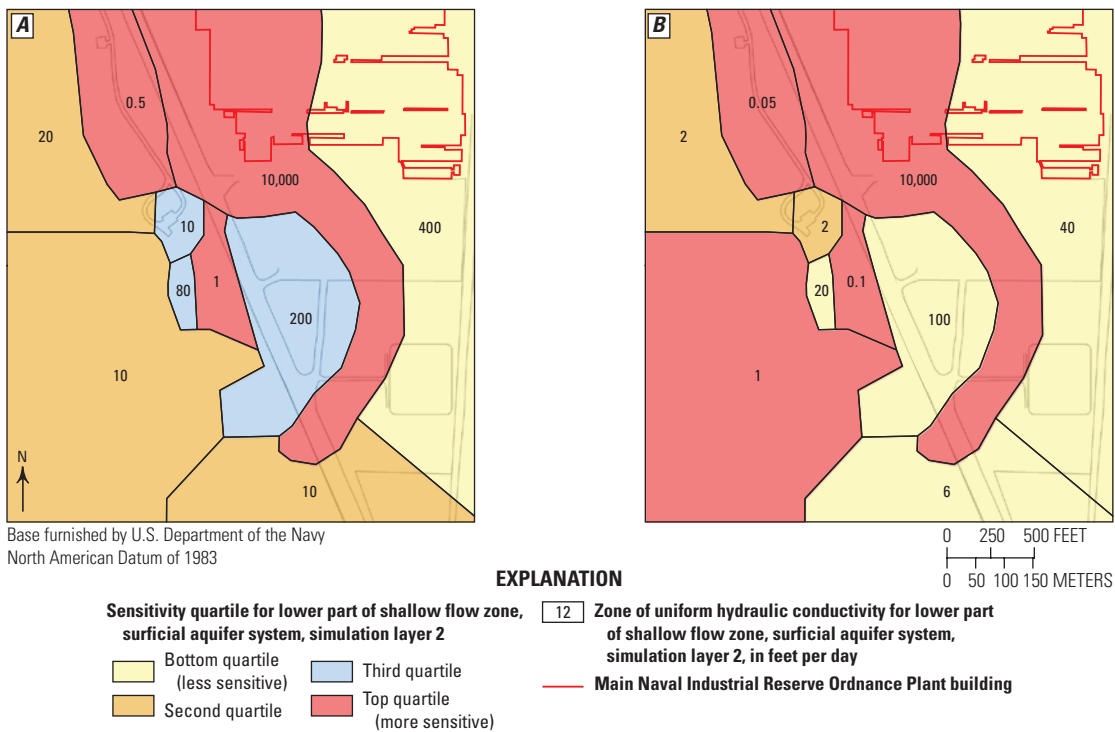 A
0.5
20
10,000
10
400
1
80
200
10
10
N
B
0.05
2
10,000
2
40
0.1
20
100
1
6
Base furnished by U.S. Department of the Navy
North American Datum of 1983
0 250 500 FEET
0 50 100 150 METERS
EXPLANATION
Sensitivity quartile for lower part of shallow flow zone,
surficial aquifer system, simulation layer 2
Bottom quartile
(less sensitive)
Second quartile
Third quartile
Top quartile
(more sensitive)
12 Zone of uniform hydraulic conductivity for lower part
of shallow flow zone, surficial aquifer system,
simulation layer 2, in feet per day
Main Naval Industrial Reserve Ordnance Plant building